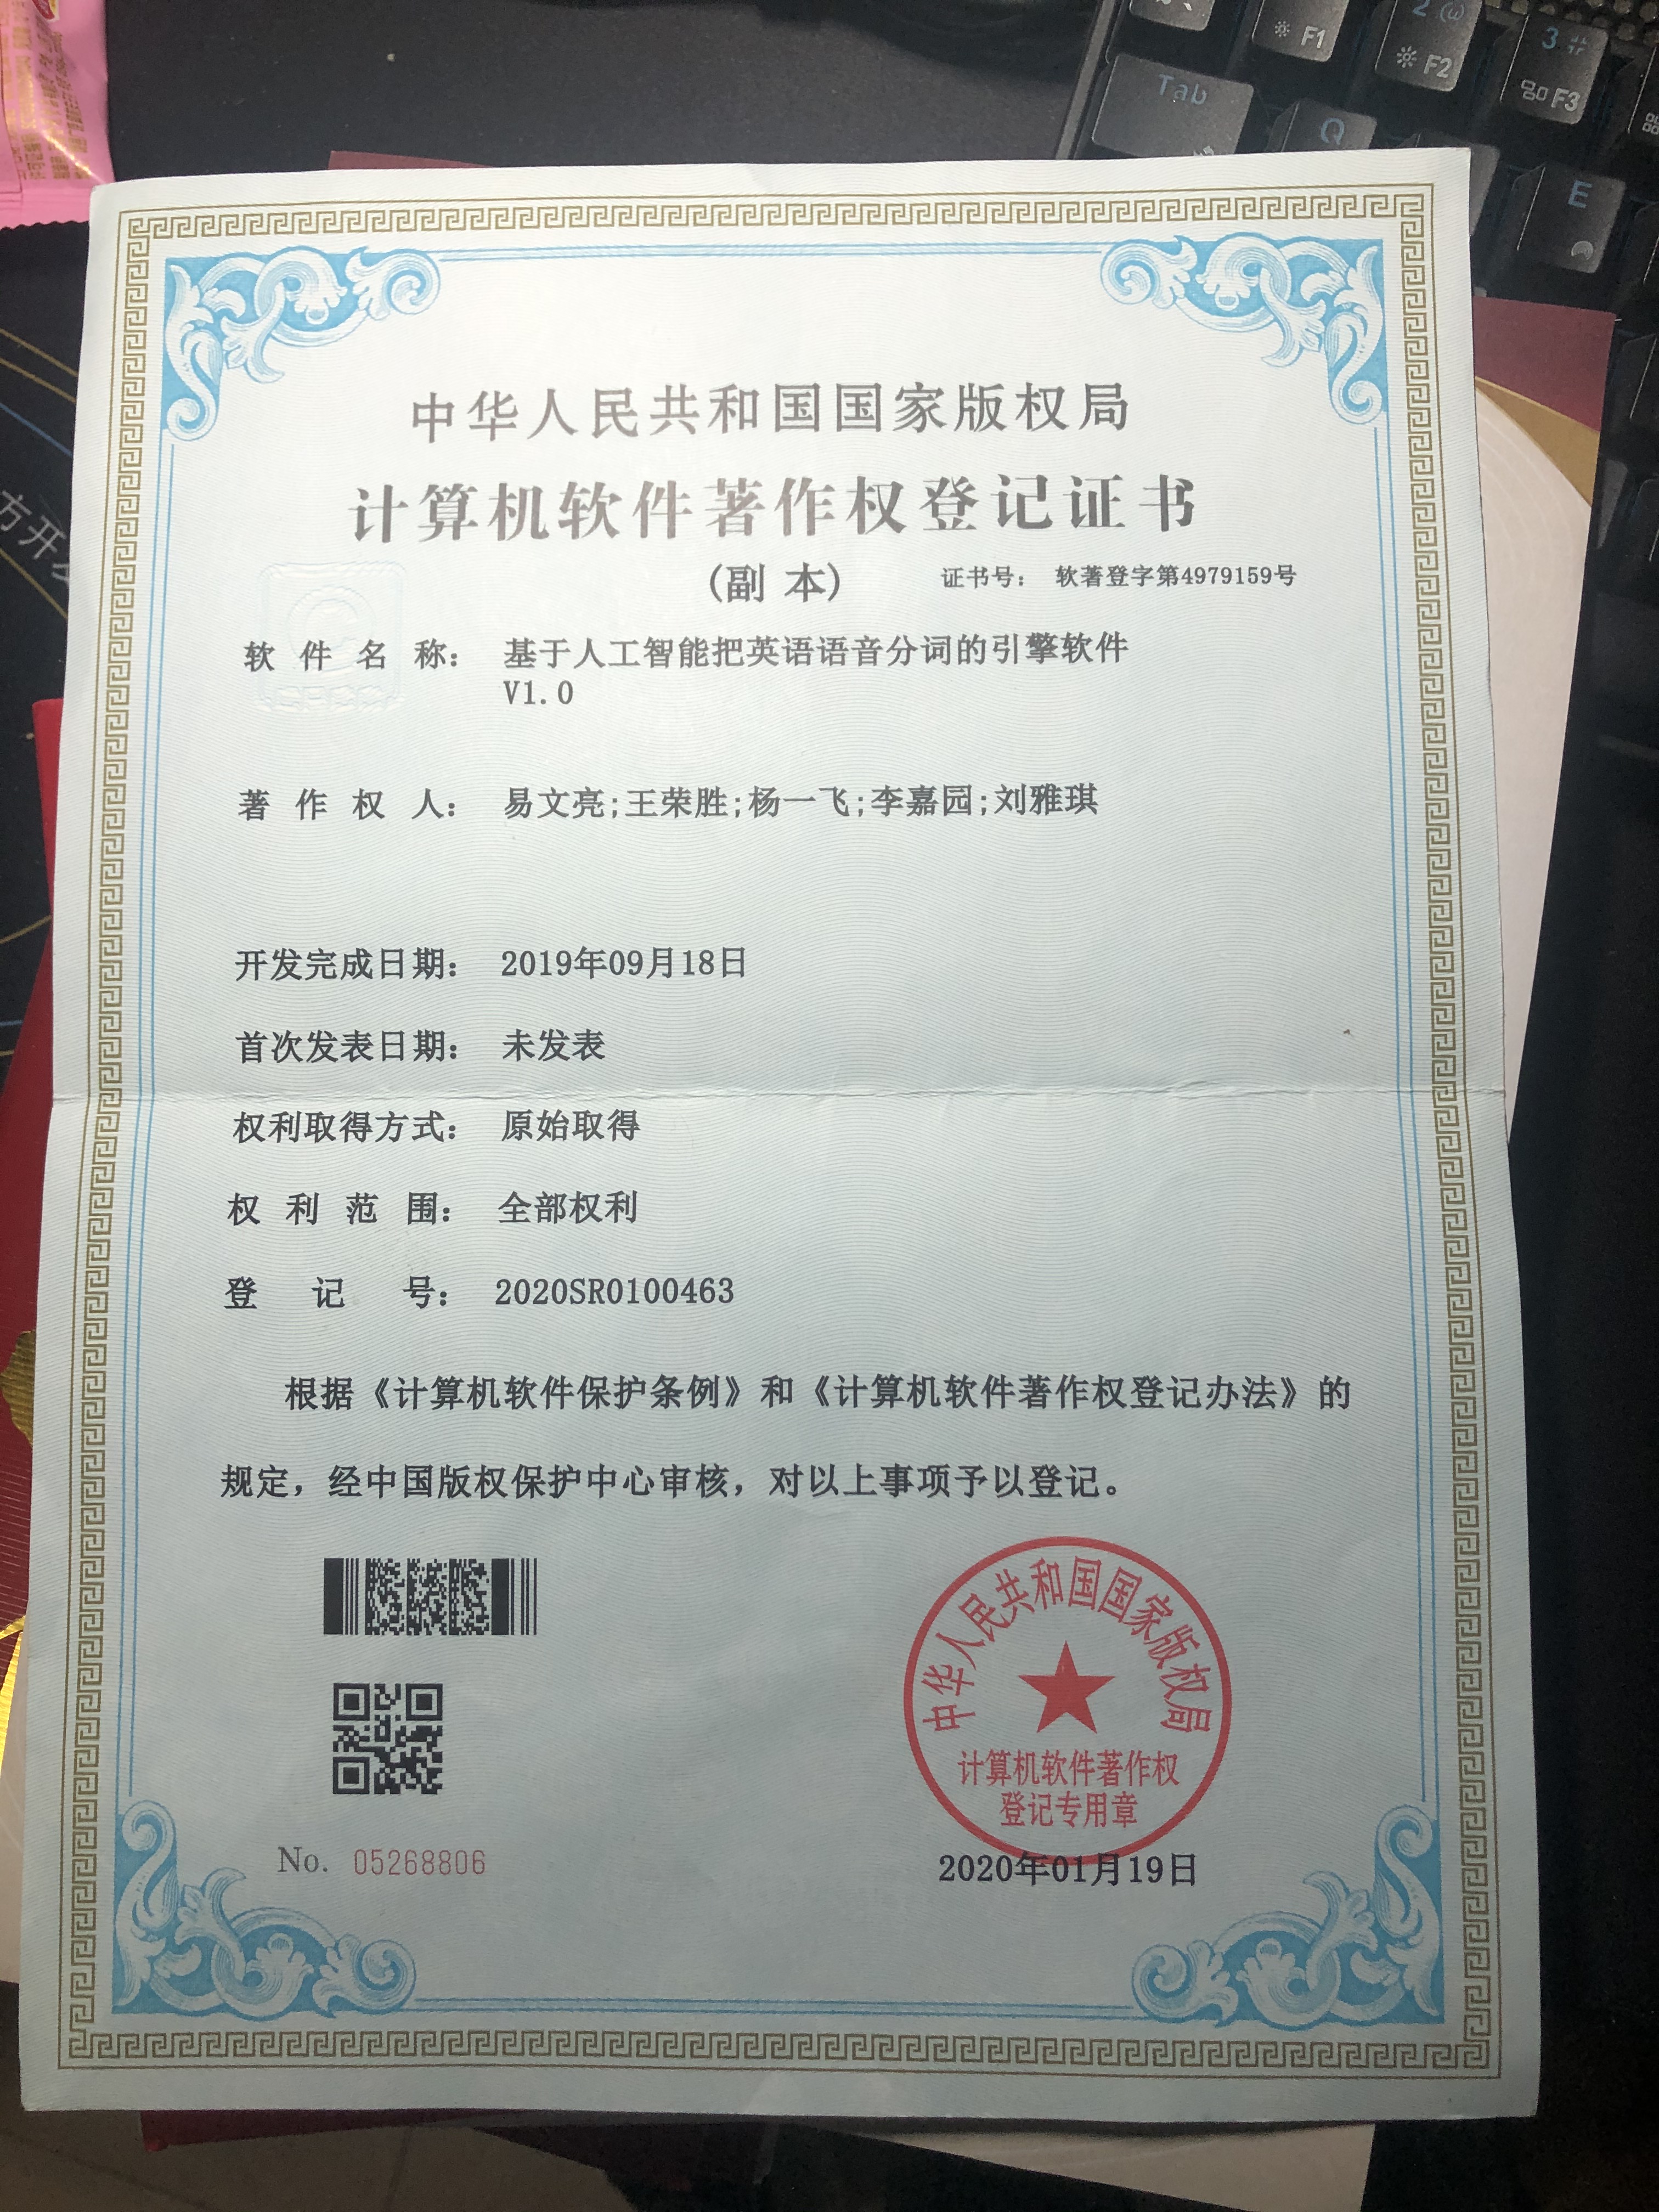 F1
2
F2
3
F3
Tab
Q
E
方开
中华人民共和国国家版权局
计算机软件著作权登记证书
(副 本)
证书号： 软著登字第4979159号
软 件 名 称： 基于人工智能把英语语音分词的引擎软件
V1.0
著 作 权 人： 易文亮;王荣胜;杨一飞;李嘉园;刘雅琪
开发完成日期： 2019年09月18日
首次发表日期： 未发表
权利取得方式： 原始取得
权 利 范 围： 全部权利
登 记 号： 2020SR0100463
根据《计算机软件保护条例》和《计算机软件著作权登记办法》的
规定，经中国版权保护中心审核，对以上事项予以登记。
中华人民共和国国家版权局
计算机软件著作权
登记专用章
No. 05268806
2020年01月19日